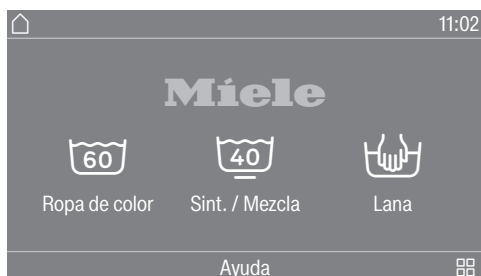 11:02
Miele
60
40
Ropa de color
Sint. / Mezcla
Lana
Ayuda